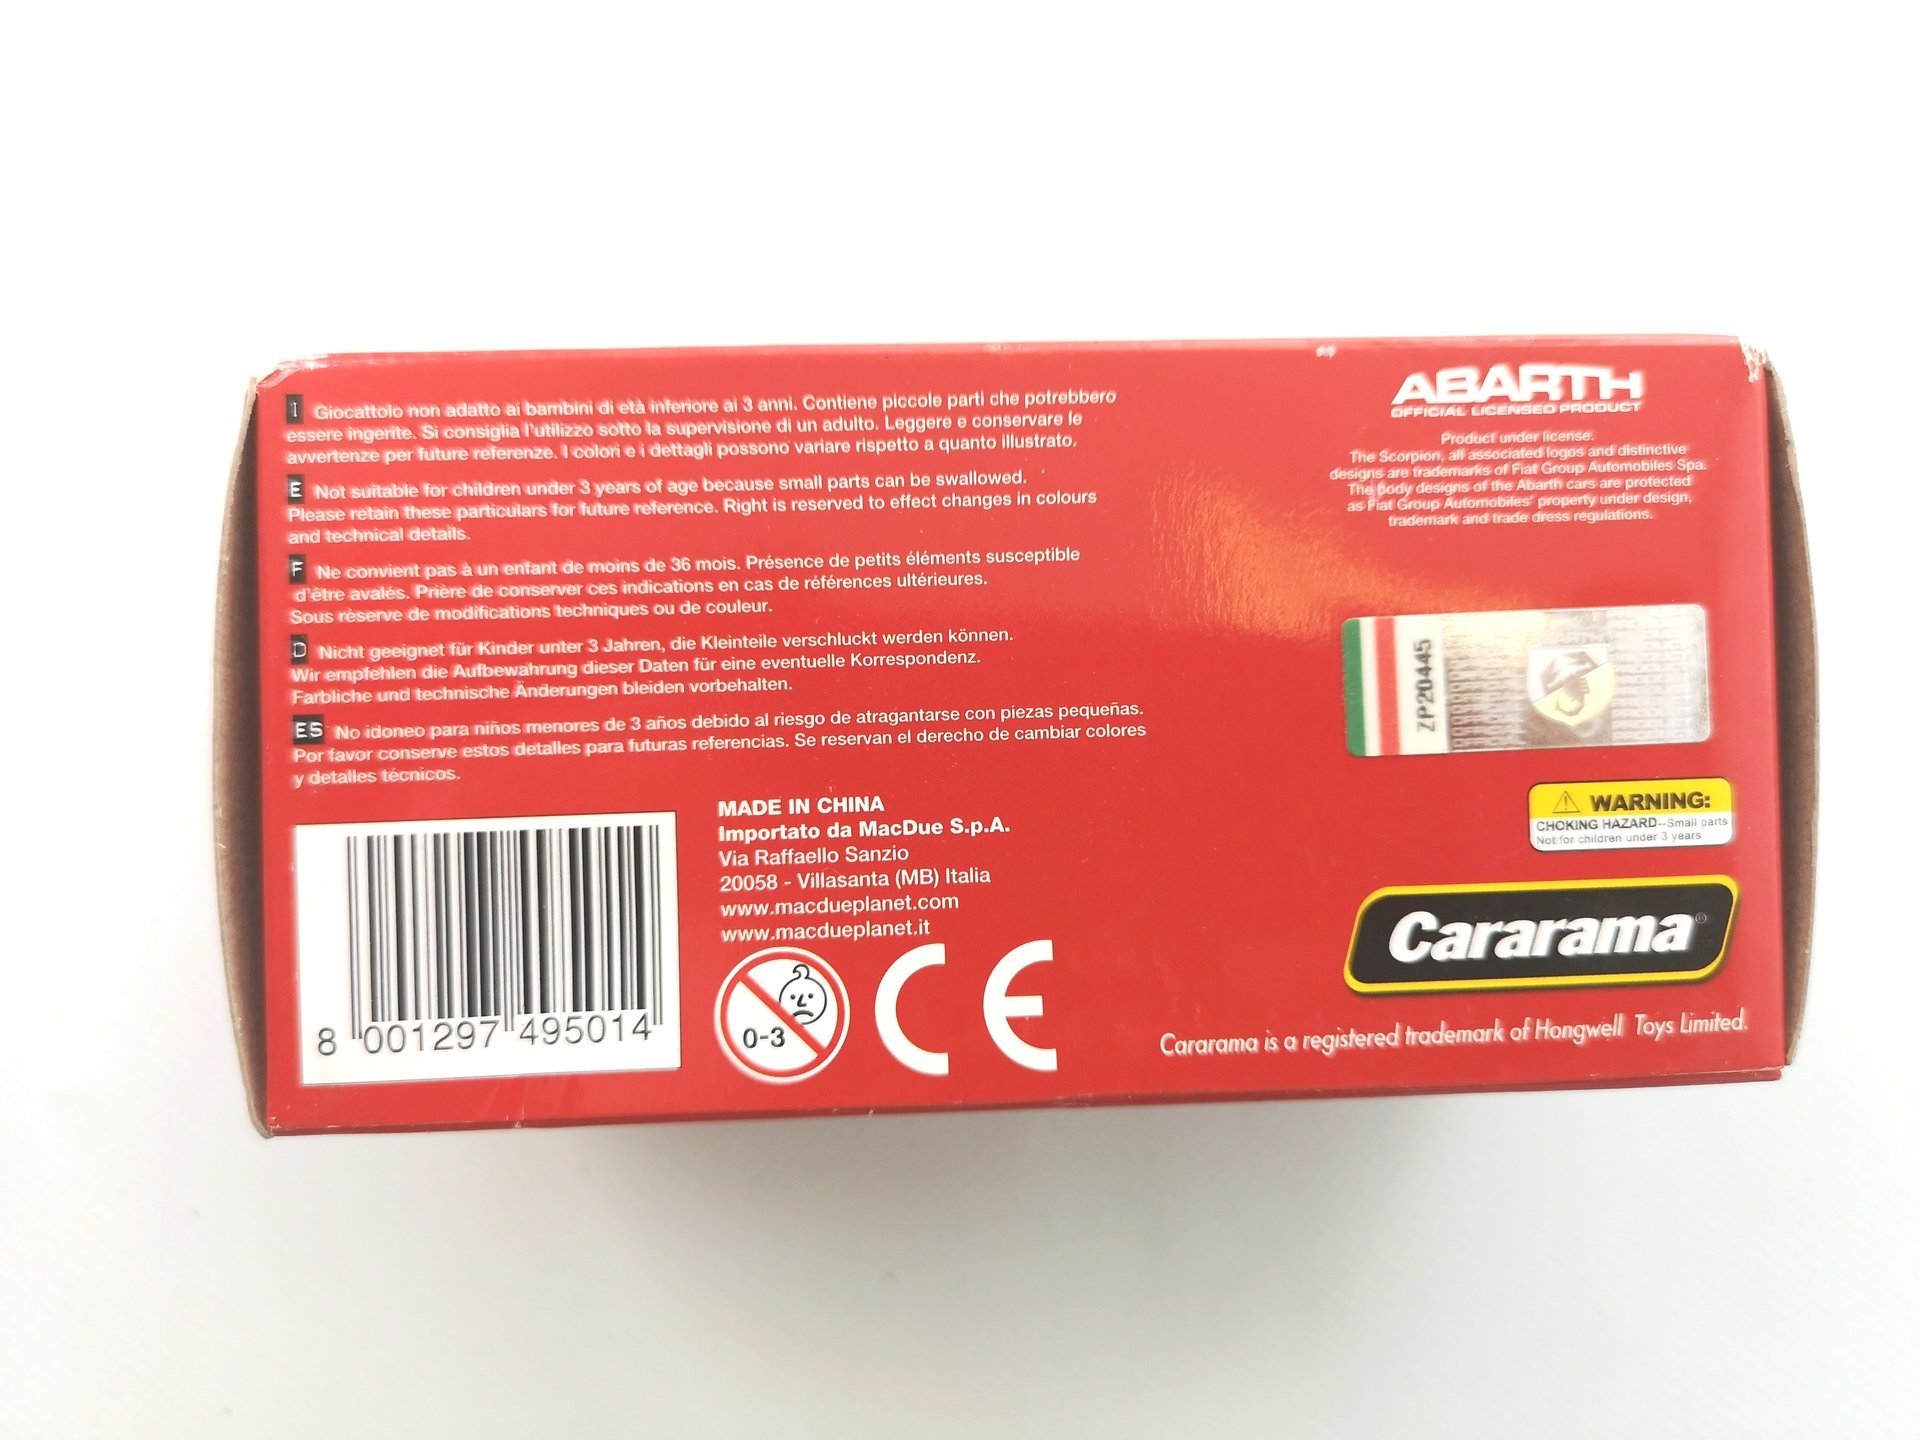 I Giocattolo non adatto ai bambini di età inferiore ai 3 anni. Contiene piccole parti che potrebbero
essere ingerite. Si consiglia l'utilizzo sotto la supervisione di un adulto. Leggere e conservare le
avvertenze per future referenze. I colori e i dettagli possono variare rispetto a quanto illustrato.
E Not suitable for children under 3 years of age because small parts can be swallowed.
Please retain these particulars for future reference. Right is reserved to effect changes in colours
and technical details.
F Ne convient pas à un enfant de moins de 36 mois. Présence de petits éléments susceptible
d'être avalés. Prière de conserver ces indications en cas de références ultérieures.
Sous rèserve de modifications techniques ou de couleur.
D Nicht geeignet für Kinder unter 3 Jahren, die Kleinteile verschluckt werden können.
Wir empfehlen die Aufbewahrung dieser Daten für eine eventuelle Korrespondenz.
Farbliche und technische Änderungen bleiden vorbehalten.
ES No idoneo para niños menores de 3 años debido al riesgo de atragantarse con piezas pequeñas.
Por favor conserve estos detalles para futuras referencias. Se reservan el derecho de cambiar colores
y detalles técnicos.
8 001297 495014
MADE IN CHINA
Importato da MacDue S.p.A.
Via Raffaello Sanzio
20058 - Villasanta (MB) Italia
www.macdueplanet.com
www.macdueplanet.it
0-3
CE
ABARTH
OFFICIAL LICENSED PRODUCT
Product under license.
The Scorpion, all associated logos and distinctive
designs are trademarks of Fiat Group Automobiles Spa.
The body designs of the Abarth cars are protected
as Fiat Group Automobiles' property under design,
trademark and trade dress regulations.
ZP20445
WARNING:
CHOKING HAZARD--Small parts
Not for children under 3 years
Cararama®
Cararama is a registered trademark of Hongwell Toys Limited.